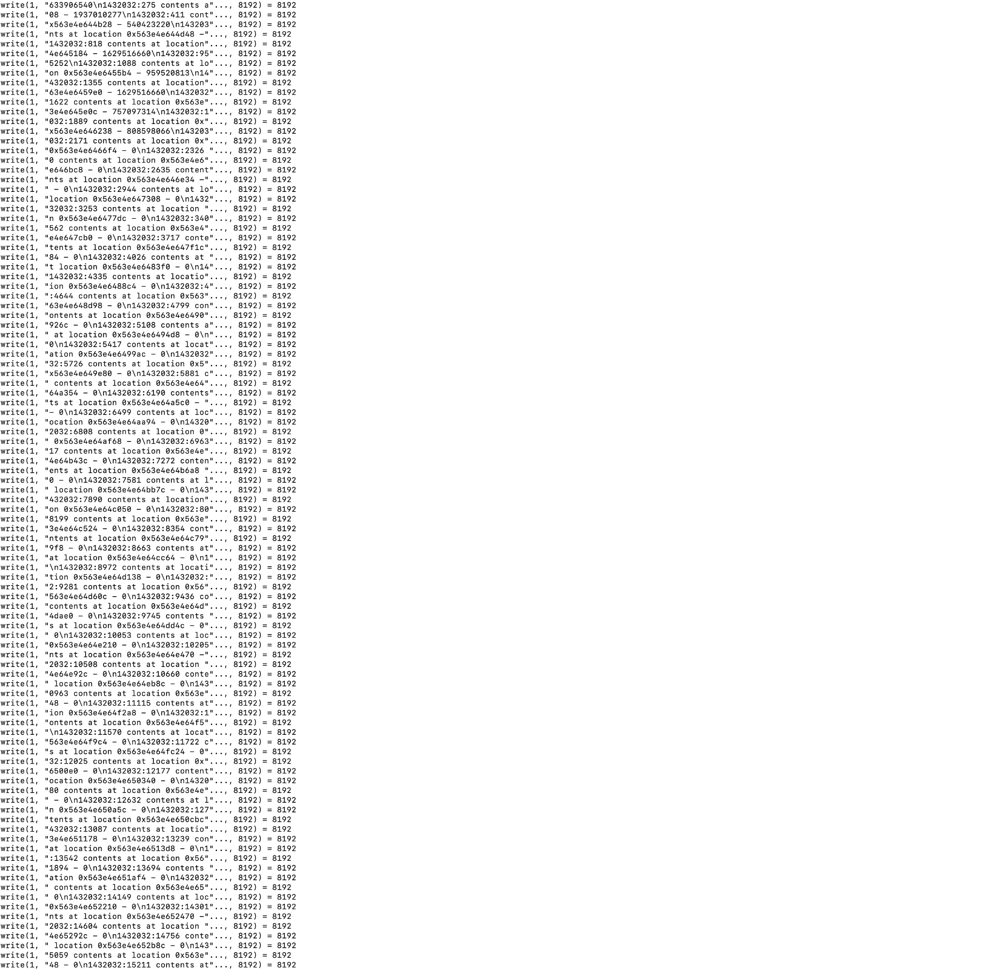 write(1, "633906540\n1432032:275 contents a"..., 8192) = 8192
write(1, "08 – 1937010277\n1432032:411 cont"..., 8192) = 8192
write(1, "x563e4e644b28 – 540423220\n143203"..., 8192) = 8192
write(1, "nts at location 0x563e4e644d48 –"..., 8192) = 8192
write(1, "1432032:818 contents at location"..., 8192) = 8192
write(1, "4e645184 – 1629516660\n1432032:95"..., 8192) = 8192
write(1, "5252\n1432032:1088 contents at lo"..., 8192) = 8192
write(1, "on 0x563e4e6455b4 – 959520813\n14"..., 8192) = 8192
write(1, "432032:1355 contents at location"..., 8192) = 8192
write(1, "63e4e6459e0 – 1629516660\n1432032"..., 8192) = 8192
write(1, "1622 contents at location 0x563e"..., 8192) = 8192
write(1, "3e4e645e0c – 757097314\n1432032:1"..., 8192) = 8192
write(1, "032:1889 contents at location 0x"..., 8192) = 8192
write(1, "x563e4e646238 – 808598066\n143203"..., 8192) = 8192
write(1, "032:2171 contents at location 0x"..., 8192) = 8192
write(1, "0x563e4e6466f4 – 0\n1432032:2326 "..., 8192) = 8192
write(1, "0 contents at location 0x563e4e6"..., 8192) = 8192
write(1, "e646bc8 – 0\n1432032:2635 content"..., 8192) = 8192
write(1, "nts at location 0x563e4e646e34 –"..., 8192) = 8192
write(1, " – 0\n1432032:2944 contents at lo"..., 8192) = 8192
write(1, "location 0x563e4e647308 – 0\n1432"..., 8192) = 8192
write(1, "32032:3253 contents at location "..., 8192) = 8192
write(1, "n 0x563e4e6477dc – 0\n1432032:340"..., 8192) = 8192
write(1, "562 contents at location 0x563e4"..., 8192) = 8192
write(1, "e4e647cb0 – 0\n1432032:3717 conte"..., 8192) = 8192
write(1, "tents at location 0x563e4e647f1c"..., 8192) = 8192
write(1, "84 – 0\n1432032:4026 contents at "..., 8192) = 8192
write(1, "t location 0x563e4e6483f0 – 0\n14"..., 8192) = 8192
write(1, "1432032:4335 contents at locatio"..., 8192) = 8192
write(1, "ion 0x563e4e6488c4 – 0\n1432032:4"..., 8192) = 8192
write(1, ":4644 contents at location 0x563"..., 8192) = 8192
write(1, "63e4e648d98 – 0\n1432032:4799 con"..., 8192) = 8192
write(1, "ontents at location 0x563e4e6490"..., 8192) = 8192
write(1, "926c – 0\n1432032:5108 contents a"..., 8192) = 8192
write(1, " at location 0x563e4e6494d8 – 0\n"..., 8192) = 8192
write(1, "0\n1432032:5417 contents at locat"..., 8192) = 8192
write(1, "ation 0x563e4e6499ac – 0\n1432032"..., 8192) = 8192
write(1, "32:5726 contents at location 0x5"..., 8192) = 8192
write(1, "x563e4e649e80 – 0\n1432032:5881 c"..., 8192) = 8192
write(1, " contents at location 0x563e4e64"..., 8192) = 8192
write(1, "64a354 – 0\n1432032:6190 contents"..., 8192) = 8192
write(1, "ts at location 0x563e4e64a5c0 – "..., 8192) = 8192
write(1, "– 0\n1432032:6499 contents at loc"..., 8192) = 8192
write(1, "ocation 0x563e4e64aa94 – 0\n14320"..., 8192) = 8192
write(1, "2032:6808 contents at location 0"..., 8192) = 8192
write(1, " 0x563e4e64af68 – 0\n1432032:6963"..., 8192) = 8192
write(1, "17 contents at location 0x563e4e"..., 8192) = 8192
write(1, "4e64b43c – 0\n1432032:7272 conten"..., 8192) = 8192
write(1, "ents at location 0x563e4e64b6a8 "..., 8192) = 8192
write(1, "0 – 0\n1432032:7581 contents at l"..., 8192) = 8192
write(1, " location 0x563e4e64bb7c – 0\n143"..., 8192) = 8192
write(1, "432032:7890 contents at location"..., 8192) = 8192
write(1, "on 0x563e4e64c050 – 0\n1432032:80"..., 8192) = 8192
write(1, "8199 contents at location 0x563e"..., 8192) = 8192
write(1, "3e4e64c524 – 0\n1432032:8354 cont"..., 8192) = 8192
write(1, "ntents at location 0x563e4e64c79"..., 8192) = 8192
write(1, "9f8 – 0\n1432032:8663 contents at"..., 8192) = 8192
write(1, "at location 0x563e4e64cc64 – 0\n1"..., 8192) = 8192
write(1, "\n1432032:8972 contents at locati"..., 8192) = 8192
write(1, "tion 0x563e4e64d138 – 0\n1432032:"..., 8192) = 8192
write(1, "2:9281 contents at location 0x56"..., 8192) = 8192
write(1, "563e4e64d60c – 0\n1432032:9436 co"..., 8192) = 8192
write(1, "contents at location 0x563e4e64d"..., 8192) = 8192
write(1, "4dae0 – 0\n1432032:9745 contents "..., 8192) = 8192
write(1, "s at location 0x563e4e64dd4c – 0"..., 8192) = 8192
write(1, " 0\n1432032:10053 contents at loc"..., 8192) = 8192
write(1, "0x563e4e64e210 – 0\n1432032:10205"..., 8192) = 8192
write(1, "nts at location 0x563e4e64e470 –"..., 8192) = 8192
write(1, "2032:10508 contents at location "..., 8192) = 8192
write(1, "4e64e92c – 0\n1432032:10660 conte"..., 8192) = 8192
write(1, " location 0x563e4e64eb8c – 0\n143"..., 8192) = 8192
write(1, "0963 contents at location 0x563e"..., 8192) = 8192
write(1, "48 – 0\n1432032:11115 contents at"..., 8192) = 8192
write(1, "ion 0x563e4e64f2a8 – 0\n1432032:1"..., 8192) = 8192
write(1, "ontents at location 0x563e4e64f5"..., 8192) = 8192
write(1, "\n1432032:11570 contents at locat"..., 8192) = 8192
write(1, "563e4e64f9c4 – 0\n1432032:11722 c"..., 8192) = 8192
write(1, "s at location 0x563e4e64fc24 – 0"..., 8192) = 8192
write(1, "32:12025 contents at location 0x"..., 8192) = 8192
write(1, "6500e0 – 0\n1432032:12177 content"..., 8192) = 8192
write(1, "ocation 0x563e4e650340 – 0\n14320"..., 8192) = 8192
write(1, "80 contents at location 0x563e4e"..., 8192) = 8192
write(1, " – 0\n1432032:12632 contents at l"..., 8192) = 8192
write(1, "n 0x563e4e650a5c – 0\n1432032:127"..., 8192) = 8192
write(1, "tents at location 0x563e4e650cbc"..., 8192) = 8192
write(1, "432032:13087 contents at locatio"..., 8192) = 8192
write(1, "3e4e651178 – 0\n1432032:13239 con"..., 8192) = 8192
write(1, "at location 0x563e4e6513d8 – 0\n1"..., 8192) = 8192
write(1, ":13542 contents at location 0x56"..., 8192) = 8192
write(1, "1894 – 0\n1432032:13694 contents "..., 8192) = 8192
write(1, "ation 0x563e4e651af4 – 0\n1432032"..., 8192) = 8192
write(1, " contents at location 0x563e4e65"..., 8192) = 8192
write(1, " 0\n1432032:14149 contents at loc"..., 8192) = 8192
write(1, "0x563e4e652210 – 0\n1432032:14301"..., 8192) = 8192
write(1, "nts at location 0x563e4e652470 –"..., 8192) = 8192
write(1, "2032:14604 contents at location "..., 8192) = 8192
write(1, "4e65292c – 0\n1432032:14756 conte"..., 8192) = 8192
write(1, " location 0x563e4e652b8c – 0\n143"..., 8192) = 8192
write(1, "5059 contents at location 0x563e"..., 8192) = 8192
write(1, "48 – 0\n1432032:15211 contents at"..., 8192) = 8192